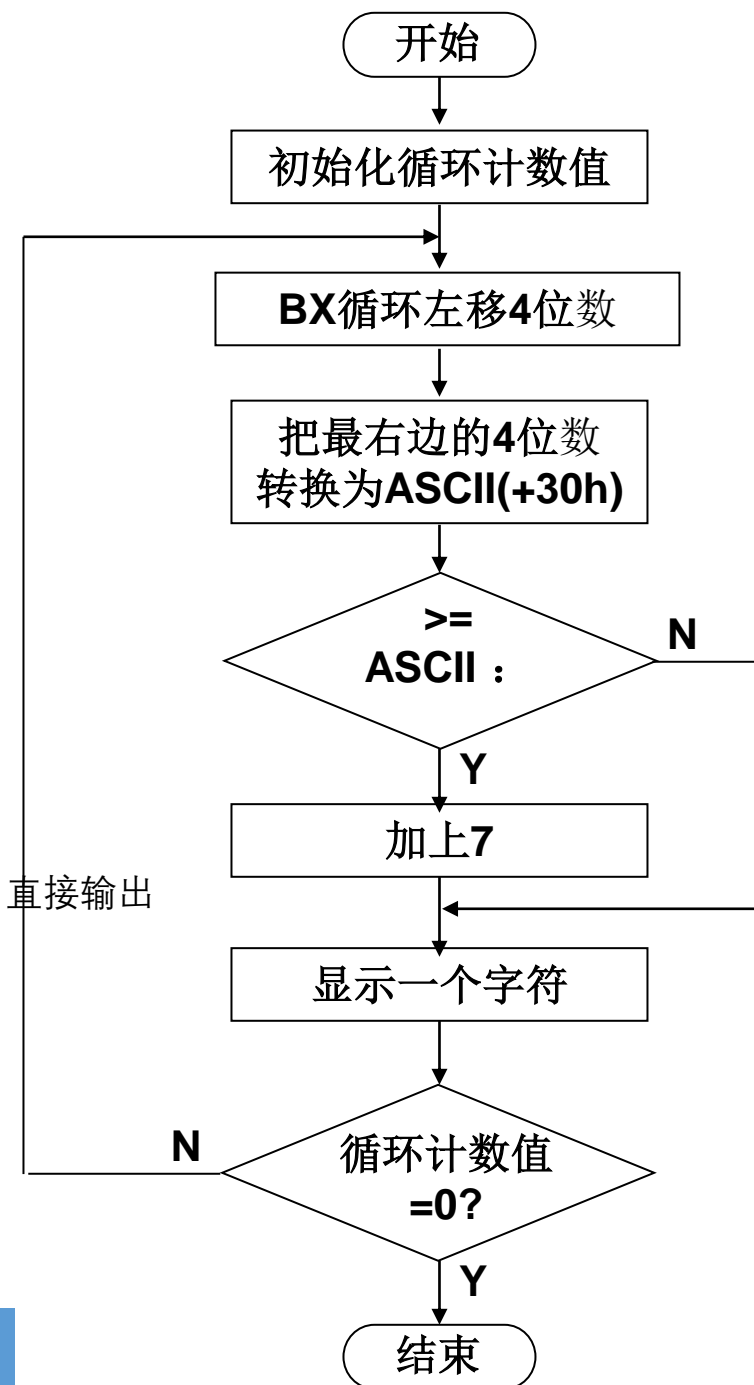 开始
初始化循环计数值
BX循环左移4位数
把最右边的4位数
转换为ASCII(+30h)
>=
ASCII ：
N
Y
加上7
直接输出
显示一个字符
N
循环计数值
=0?
Y
结束